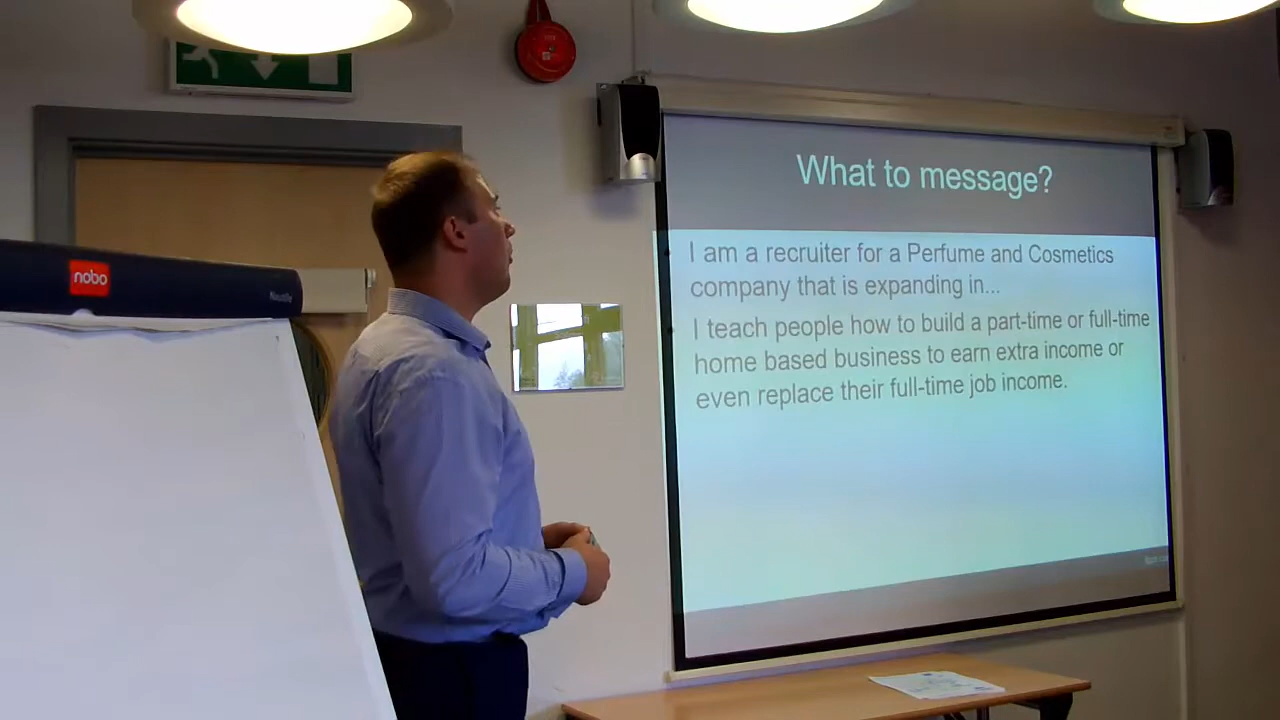 What to message?
nobo
I am a recruiter for a Perfume and Cosmetics
company that is expanding in...
I teach people how to build a part-time or full-time
home based business to earn extra income or
even replace their full-time job income.